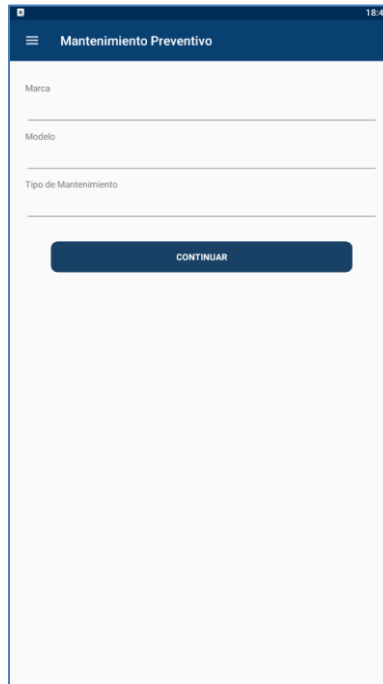 Mantenimiento Preventivo
Marca
Modelo
Tipo de Mantenimiento
CONTINUAR